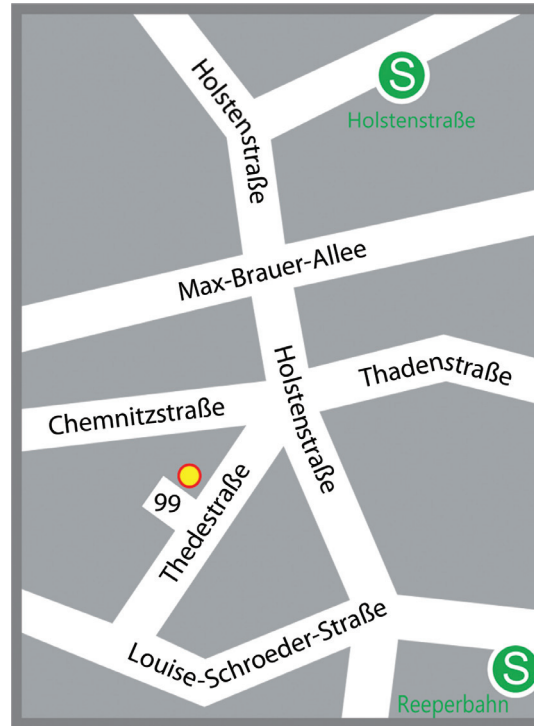 S
Holstenstraße
Holstenstraße
Max-Brauer-Allee
Holstenstraße
Thadenstraße
Chemnitzstraße
99
Thedestraße
Louise-Schroeder-Straße
S
Reeperbahn